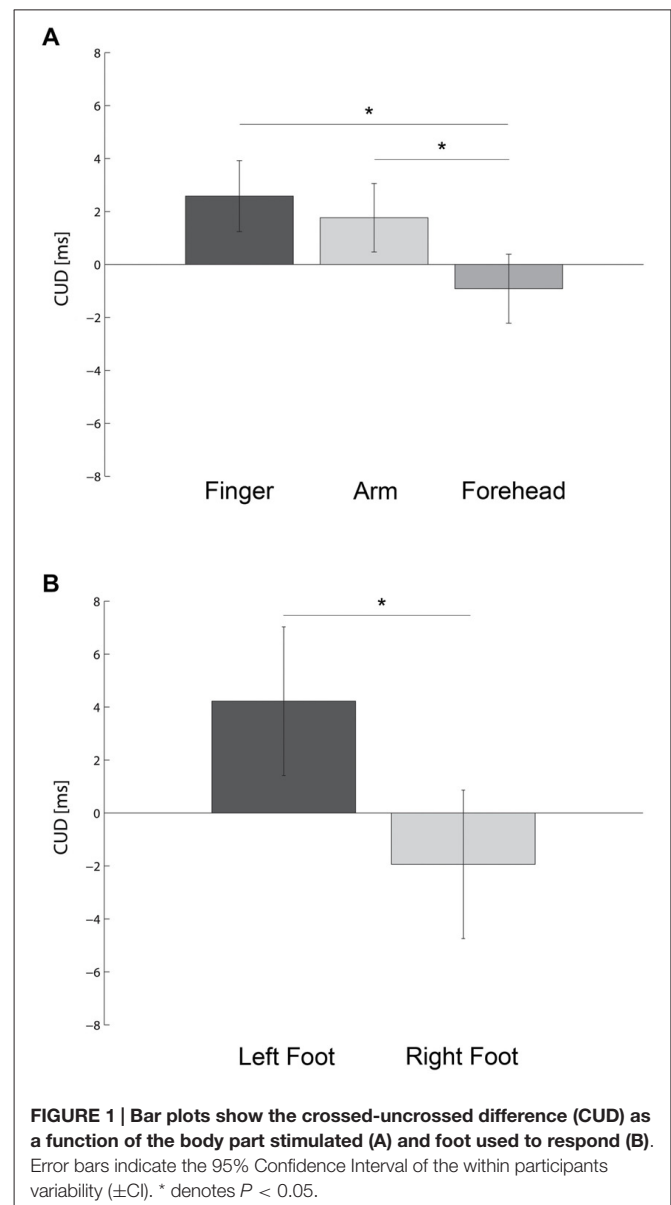 A
8
6
4
2
0
−2
−4
−6
−8
CUD [ms]
*
*
Finger Arm Forehead
B
8
6
4
2
0
−2
−4
−6
−8
CUD [ms]
*
Left Foot Right Foot
FIGURE 1 | Bar plots show the crossed-uncrossed difference (CUD) as
a function of the body part stimulated (A) and foot used to respond (B).
Error bars indicate the 95% Confidence Interval of the within participants
variability (±CI). * denotes P < 0.05.